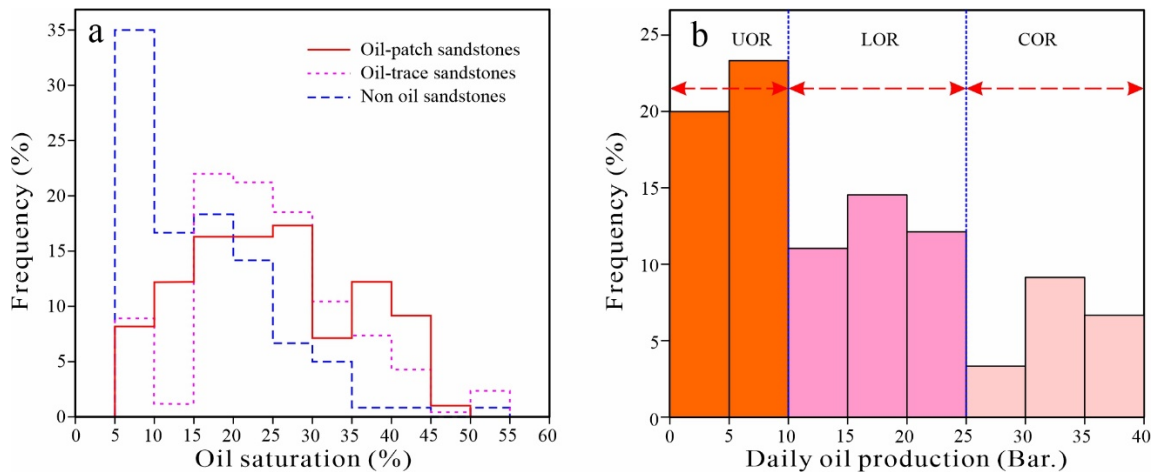 a
Oil-patch sandstones
Oil-trace sandstones
Non oil sandstones
Frequency (%)
35
30
25
20
15
10
5
0
0 5 10 15 20 25 30 35 40 45 50 55 60
Oil saturation (%)
b
UOR LOR COR
Frequency (%)
25
20
15
10
5
0
0 5 10 15 20 25 30 35 40
Daily oil production (Bar.)